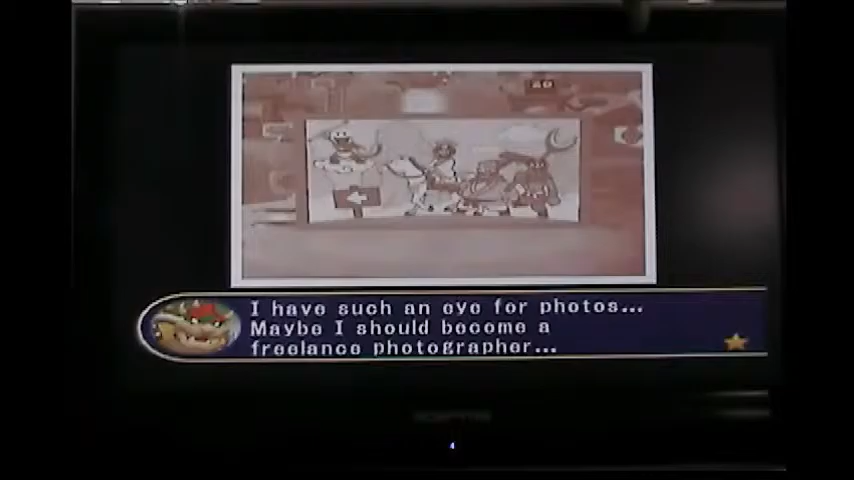 I have such an eye for photos...
Maybe I should become a
freelance photographer...